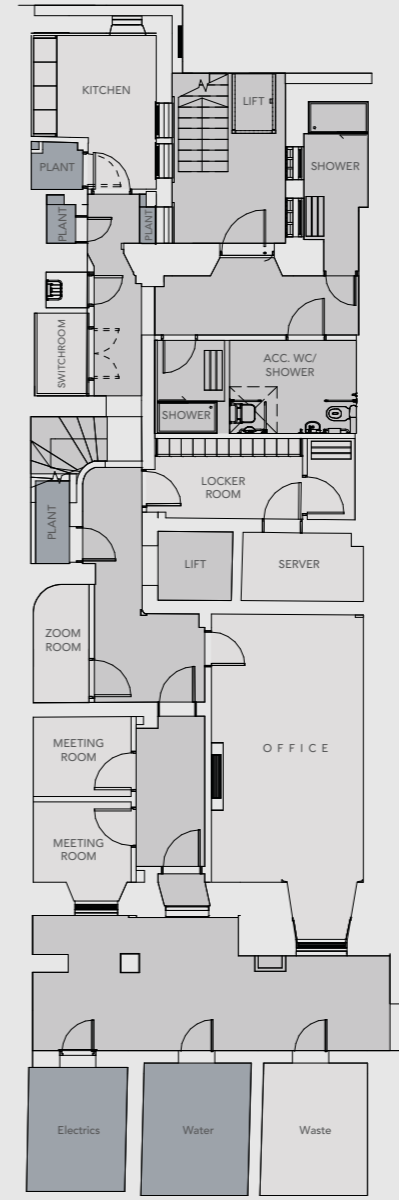 KITCHEN
LIFT
SHOWER
PLANT
PLANT
PLANT
SWITCHROOM
ACC. WC/
SHOWER
SHOWER
LOCKER
ROOM
PLANT
LIFT
SERVER
ZOOM
ROOM
MEETING
ROOM
OFFICE
MEETING
ROOM
Electrics
Water
Waste